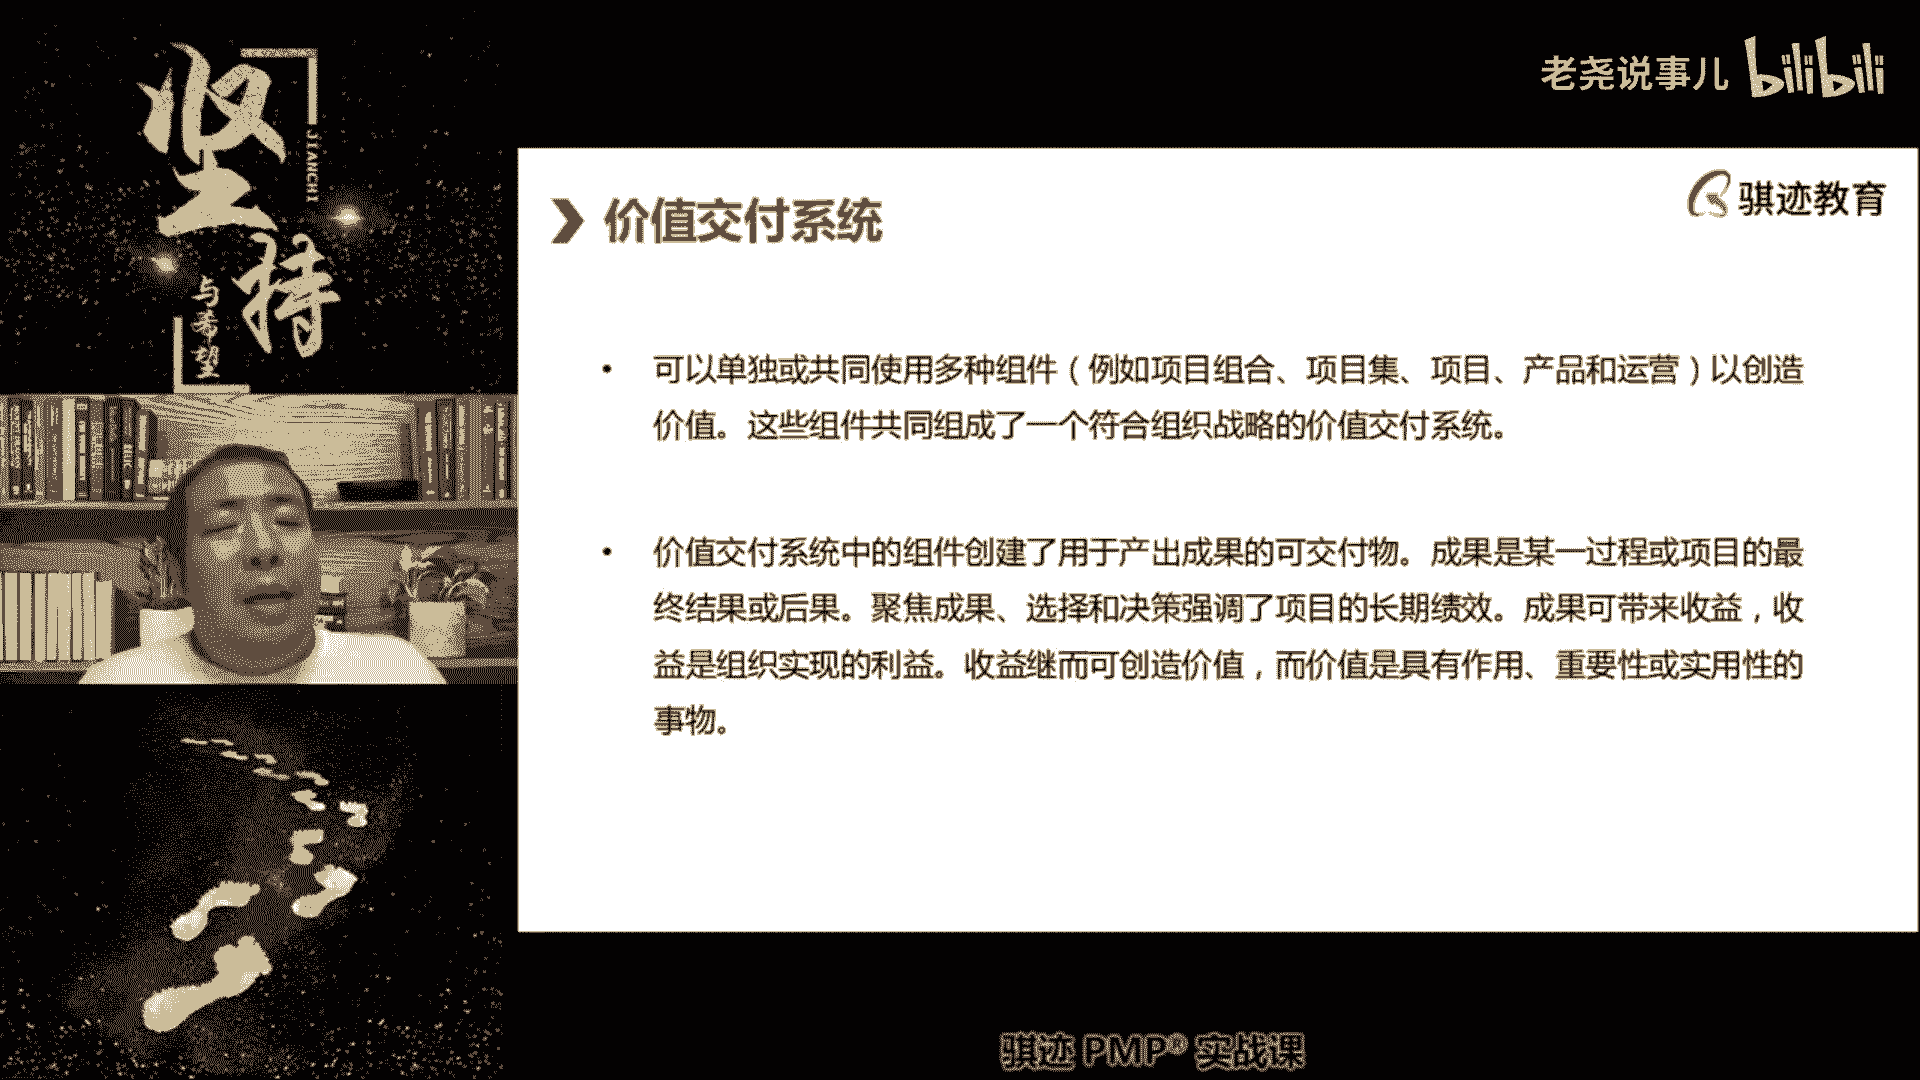 坚持
JIANCHI
与希望
老尧说事儿 bilibili
骐迹教育
价值交付系统
• 可以单独或共同使用多种组件（例如项目组合、项目集、项目、产品和运营）以创造
价值。这些组件共同组成了一个符合组织战略的价值交付系统。
• 价值交付系统中的组件创建了用于产出成果的可交付物。成果是某一过程或项目的最
终结果或后果。聚焦成果、选择和决策强调了项目的长期绩效。成果可带来收益，收
益是组织实现的利益。收益继而可创造价值，而价值是具有作用、重要性或实用性的
事物。
骐迹 PMP® 实战课